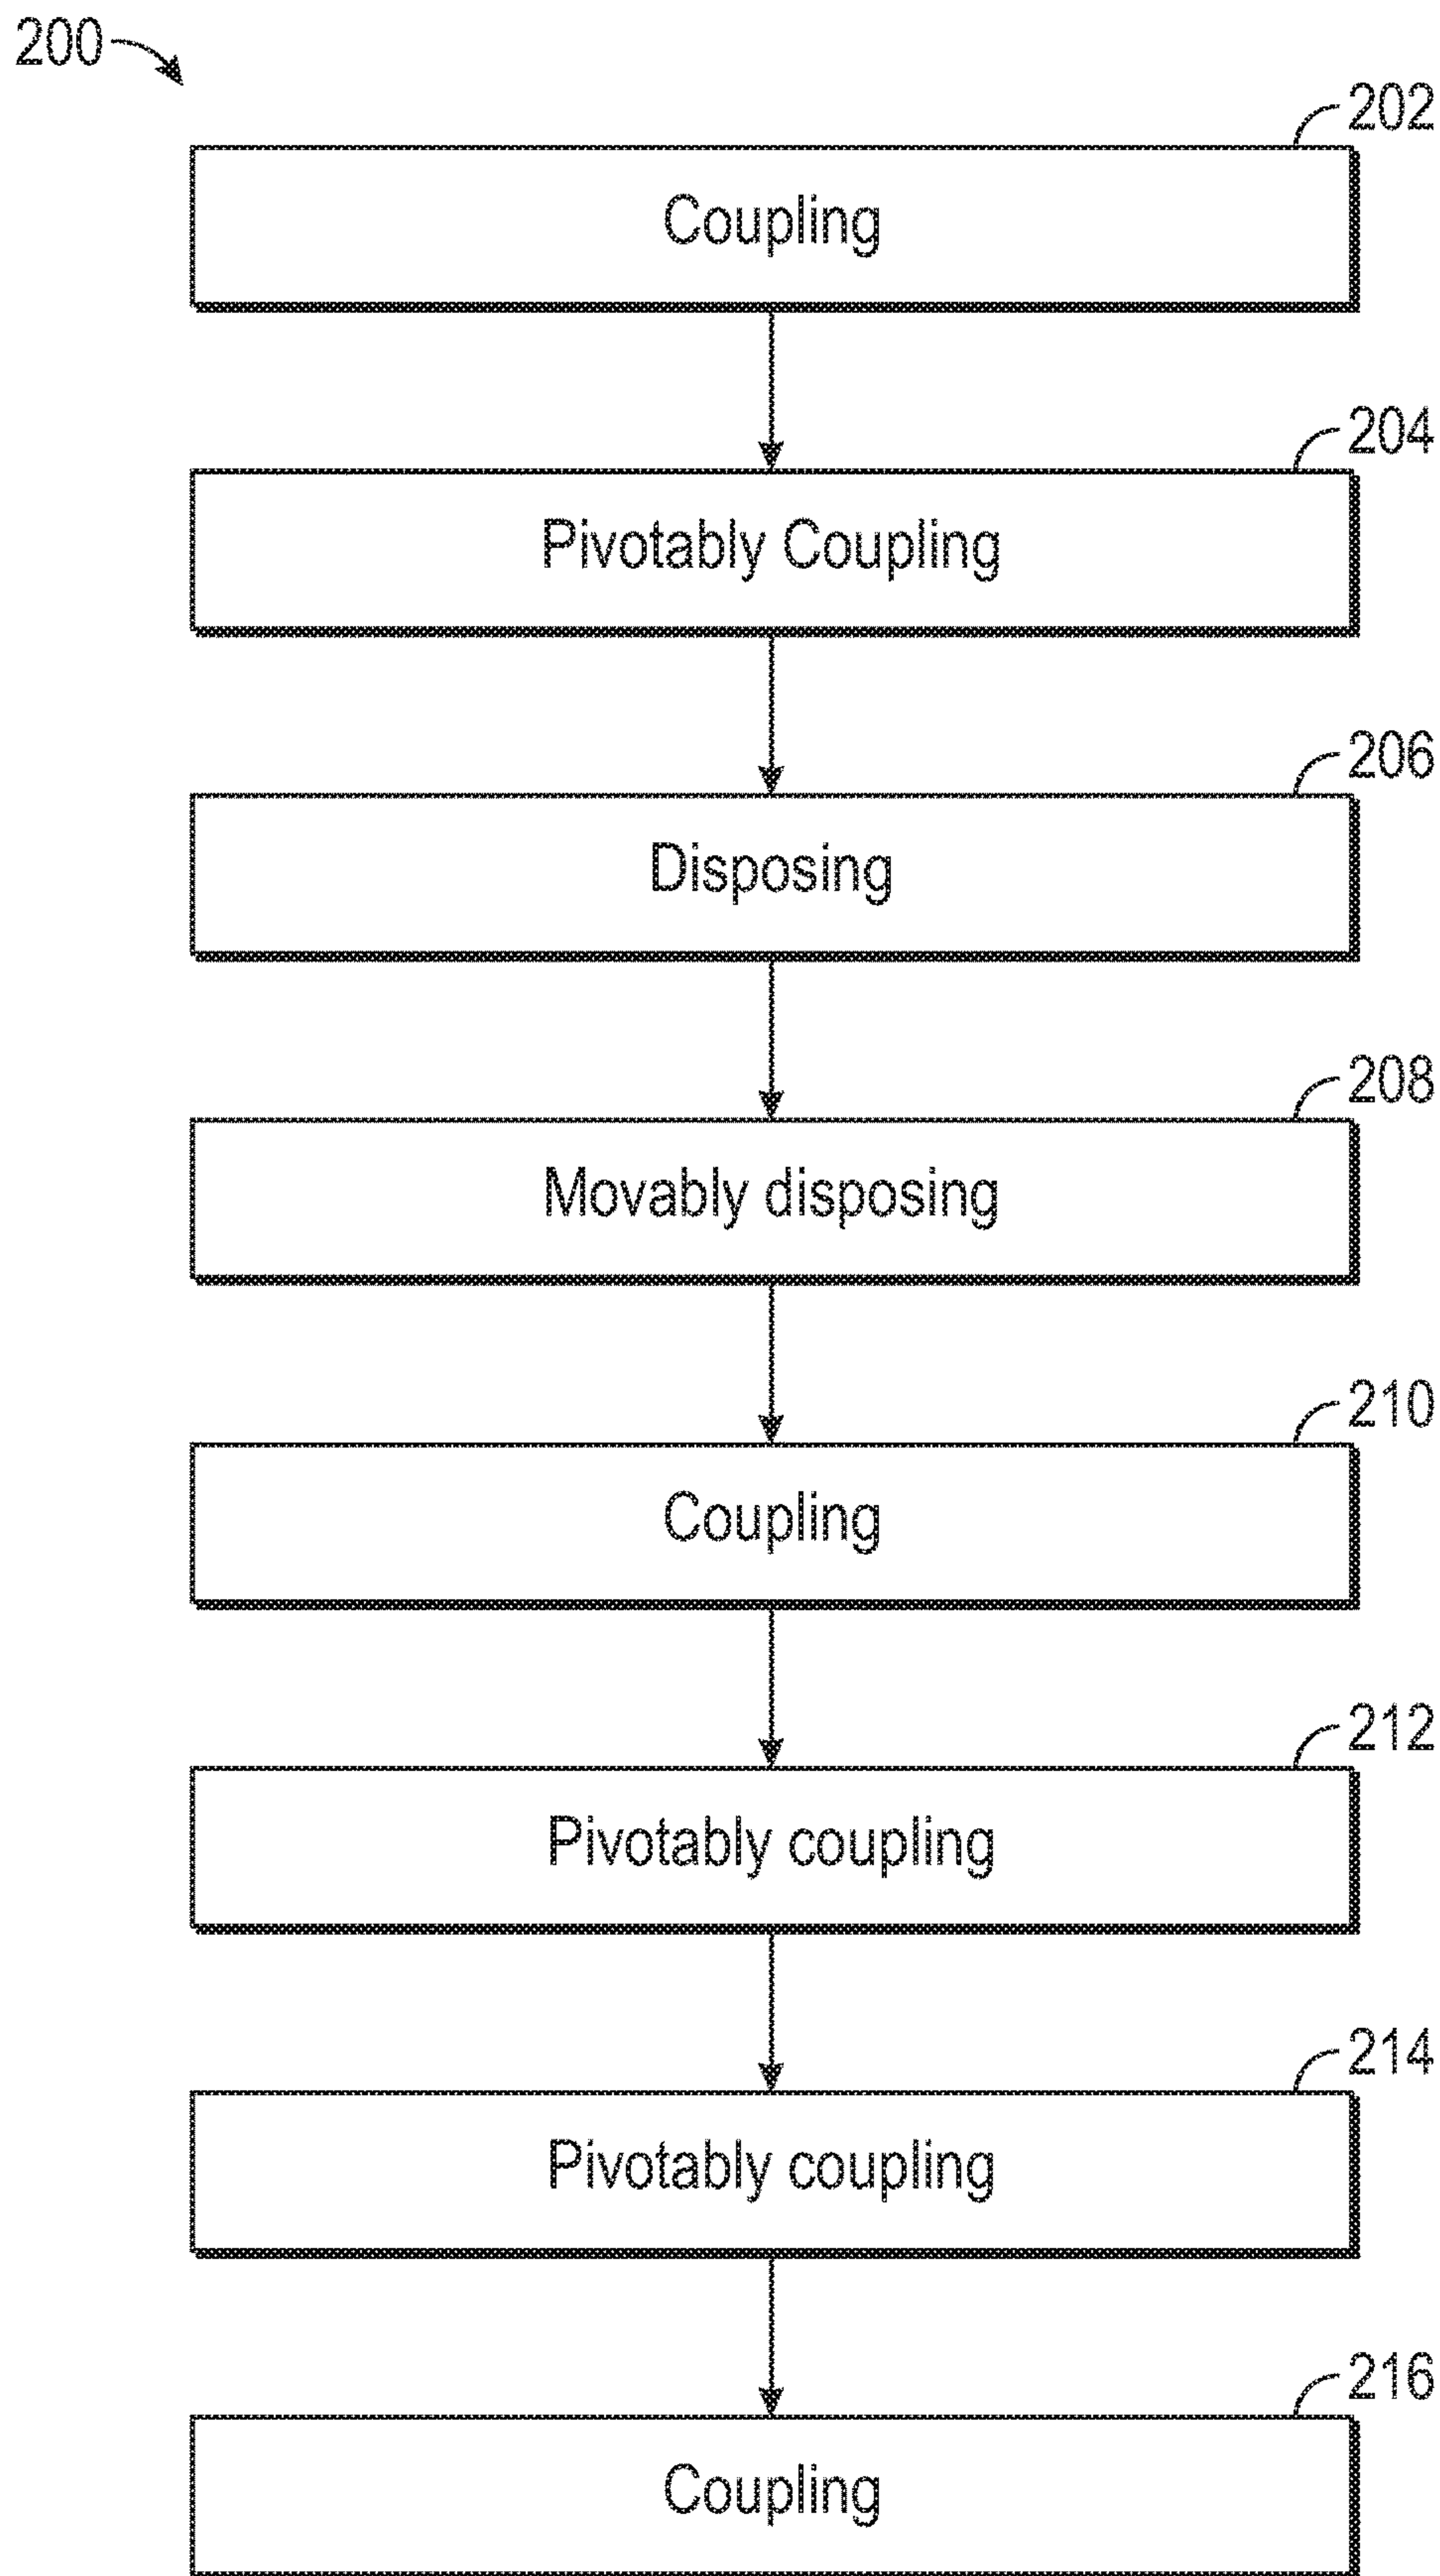 200
202
Coupling
204
Pivotably Coupling
206
Disposing
208
Movably disposing
210
Coupling
212
Pivotably coupling
214
Pivotably coupling
216
Coupling